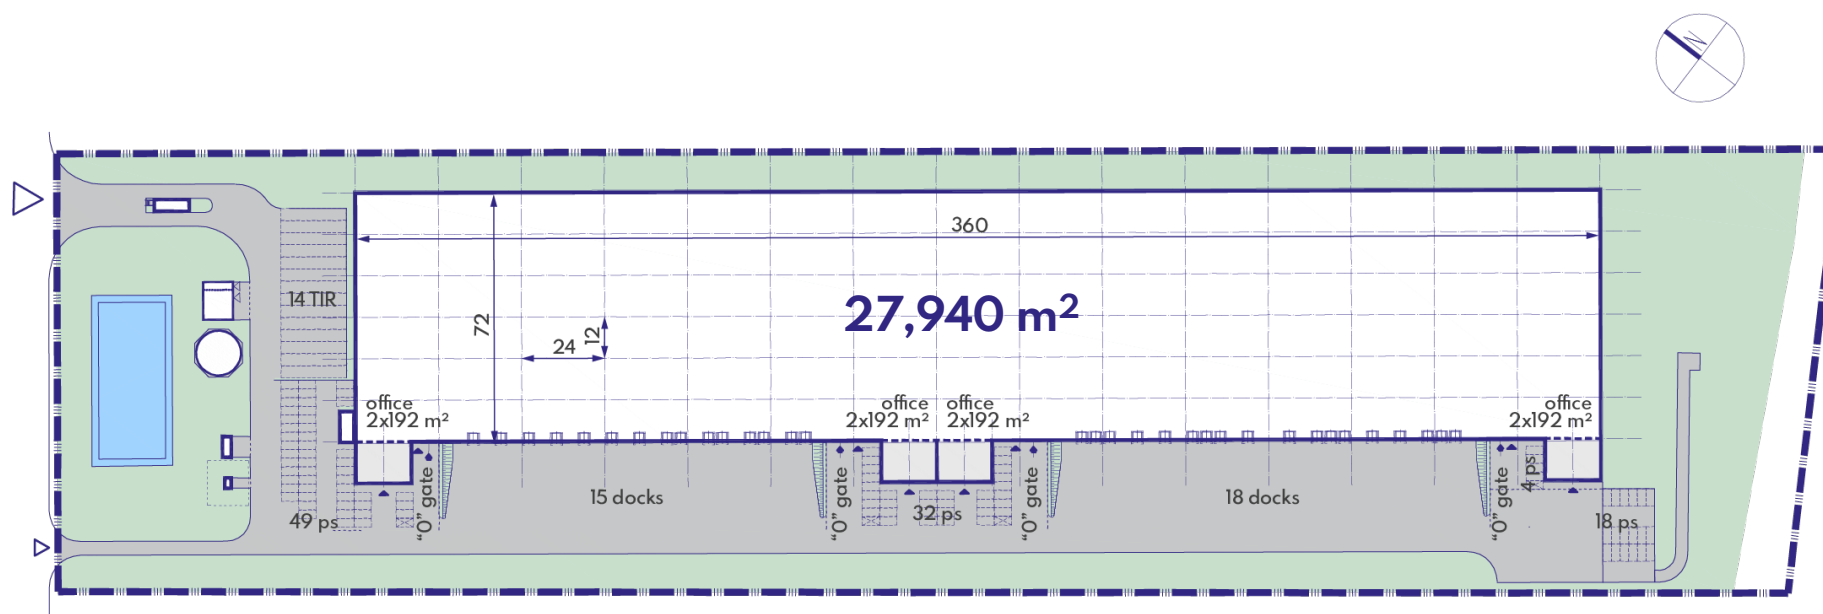 N
360
14 TIR
27,940 m²
72
24
12
office
2x192 m²
office
2x192 m²
office
2x192 m²
office
2x192 m²
"0" gate
15 docks
"0" gate
32 ps
"0" gate
18 docks
"0" gate
4 ps
49 ps
18 ps